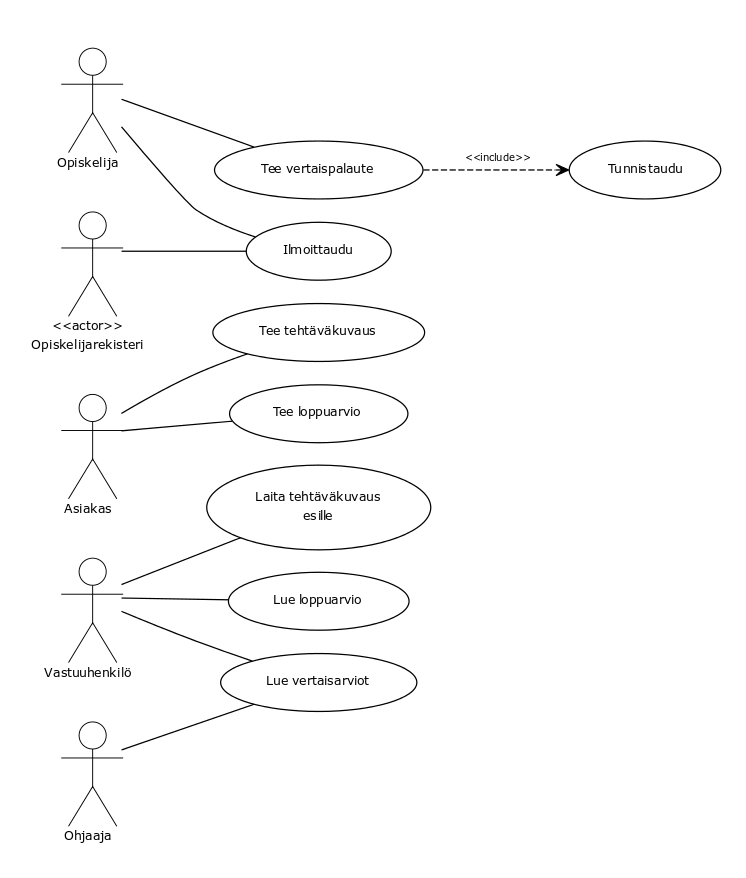 Opiskelija
Tee vertaispalaute
<<include>>
Tunnistaudu
Ilmoittaudu
<<actor>>
Opiskelijarekisteri
Tee tehtäväkuvaus
Tee loppuarvio
Asiakas
Laita tehtäväkuvaus
esille
Lue loppuarvio
Vastuuhenkilö
Lue vertaisarviot
Ohjaaja